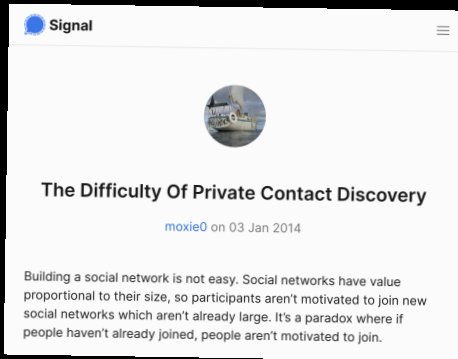 Signal
The Difficulty Of Private Contact Discovery
moxie0 on 03 Jan 2014
Building a social network is not easy. Social networks have value
proportional to their size, so participants aren't motivated to join new
social networks which aren't already large. It's a paradox where if
people haven't already joined, people aren't motivated to join.